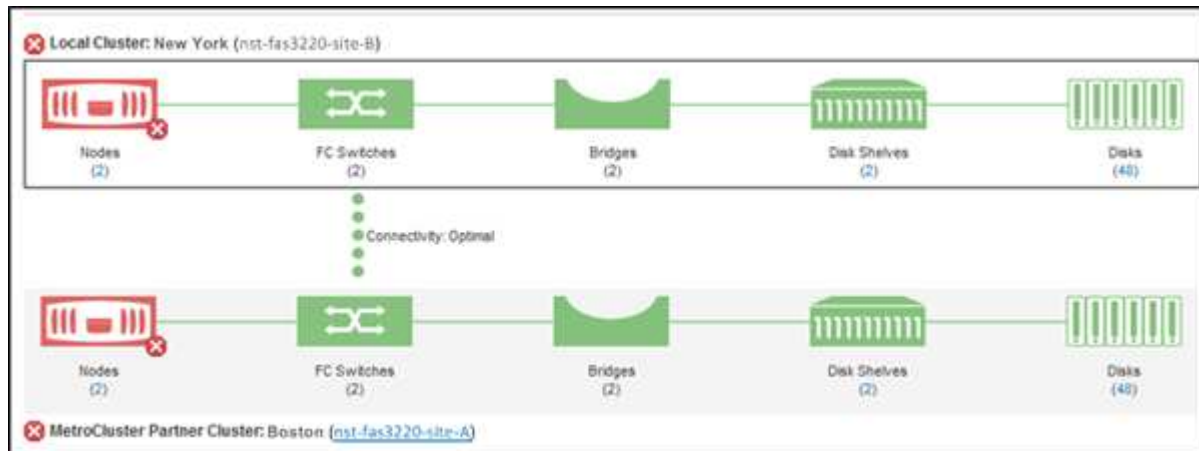 Local Cluster: New York (nst-fas3220-site-B)
Nodes FC Switches Bridges Disk Shelves Disks
(2) (2) (2) (2) (48)
Connectivity: Optimal
Nodes FC Switches Bridges Disk Shelves Disks
(2) (2) (2) (2) (48)
MetroCluster Partner Cluster: Boston (nst-fas3220-site-A)